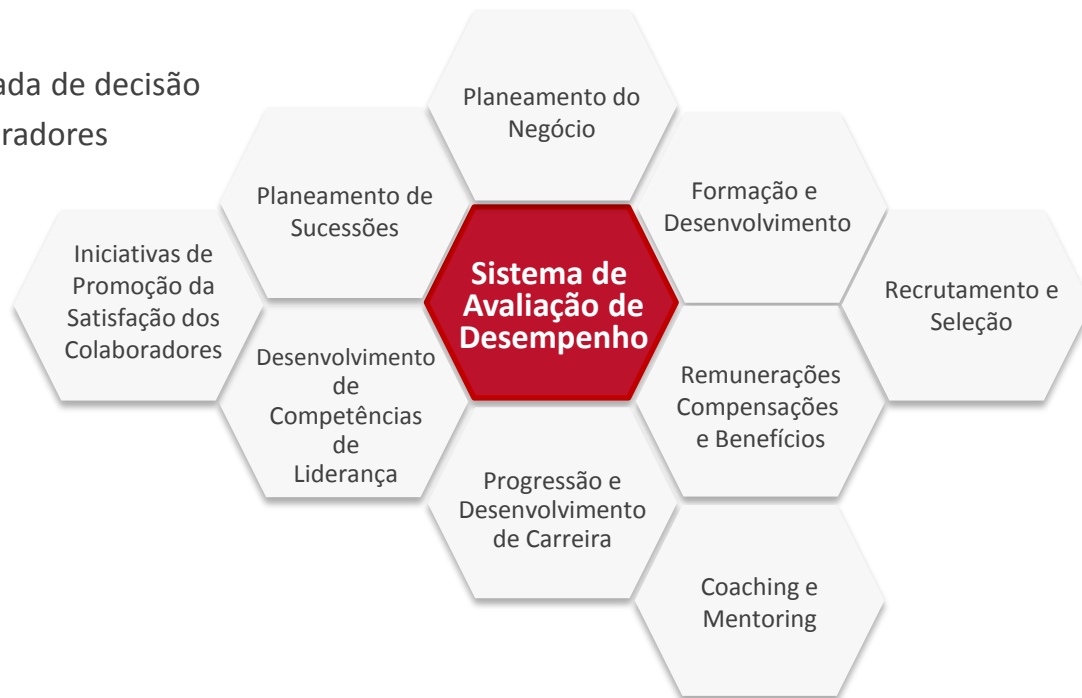 ada de decisão
radores
Planeamento do
Negócio
Planeamento de
Sucessões
Formação e
Desenvolvimento
Iniciativas de
Promoção da
Satisfação dos
Colaboradores
Sistema de
Avaliação de
Desempenho
Recrutamento e
Seleção
Desenvolvimento
de
Competências
de
Liderança
Remunerações
Compensações
e Benefícios
Progressão e
Desenvolvimento
de Carreira
Coaching e
Mentoring